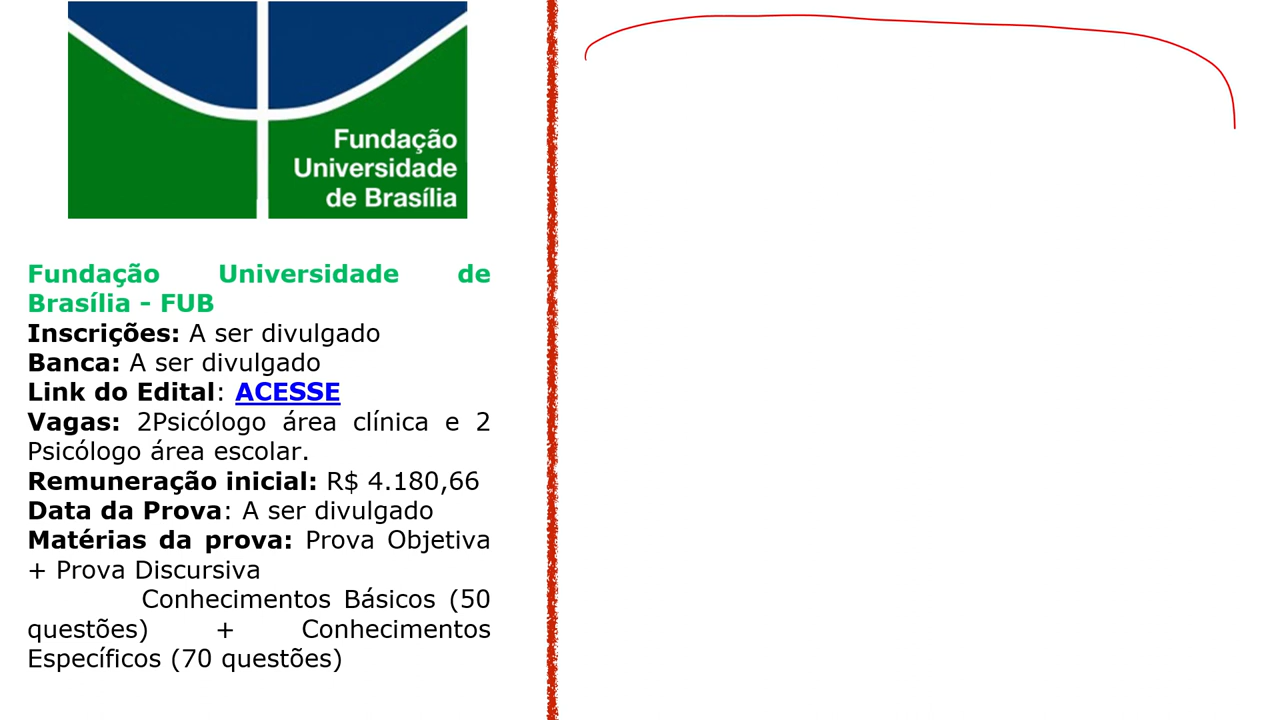 Fundação
Universidade
de Brasília
Fundação Universidade de
Brasília - FUB
Inscrições: A ser divulgado
Banca: A ser divulgado
Link do Edital: ACESSE
Vagas: 2Psicólogo área clínica e 2
Psicólogo área escolar.
Remuneração inicial: R$ 4.180,66
Data da Prova: A ser divulgado
Matérias da prova: Prova Objetiva
+ Prova Discursiva
Conhecimentos Básicos (50
questões) + Conhecimentos
Específicos (70 questões)